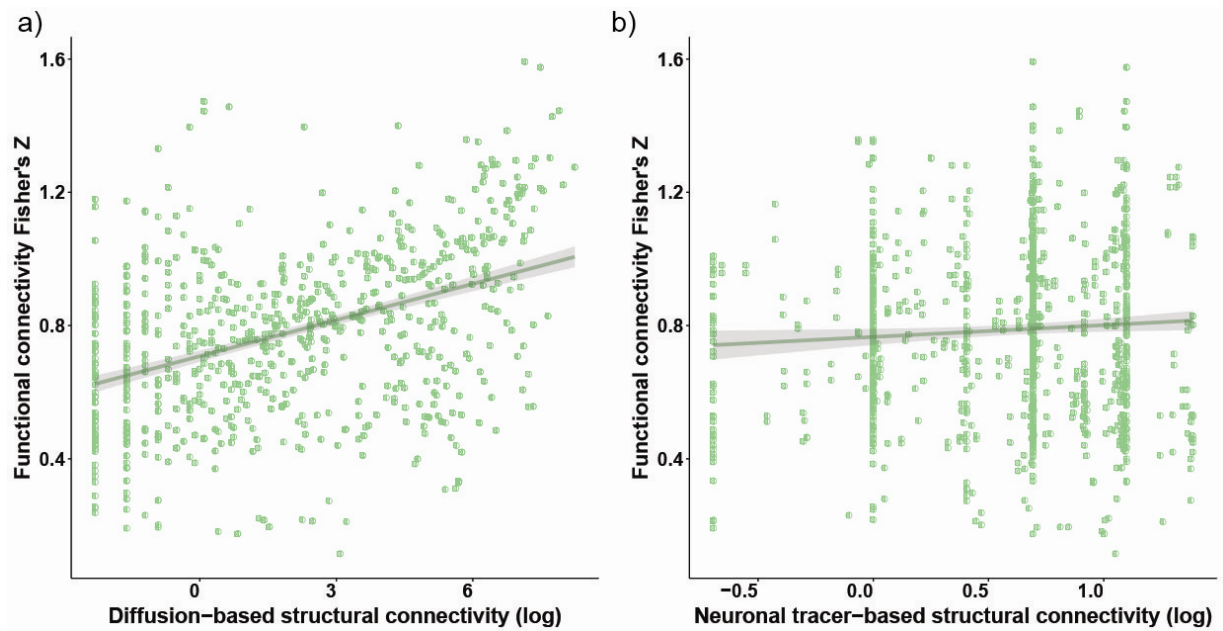 a)
Functional connectivity Fisher's Z
1.6
1.2
0.8
0.4
0
3
6
Diffusion−based structural connectivity (log)
b)
Functional connectivity Fisher's Z
1.6
1.2
0.8
0.4
−0.5
0.0
0.5
1.0
Neuronal tracer−based structural connectivity (log)